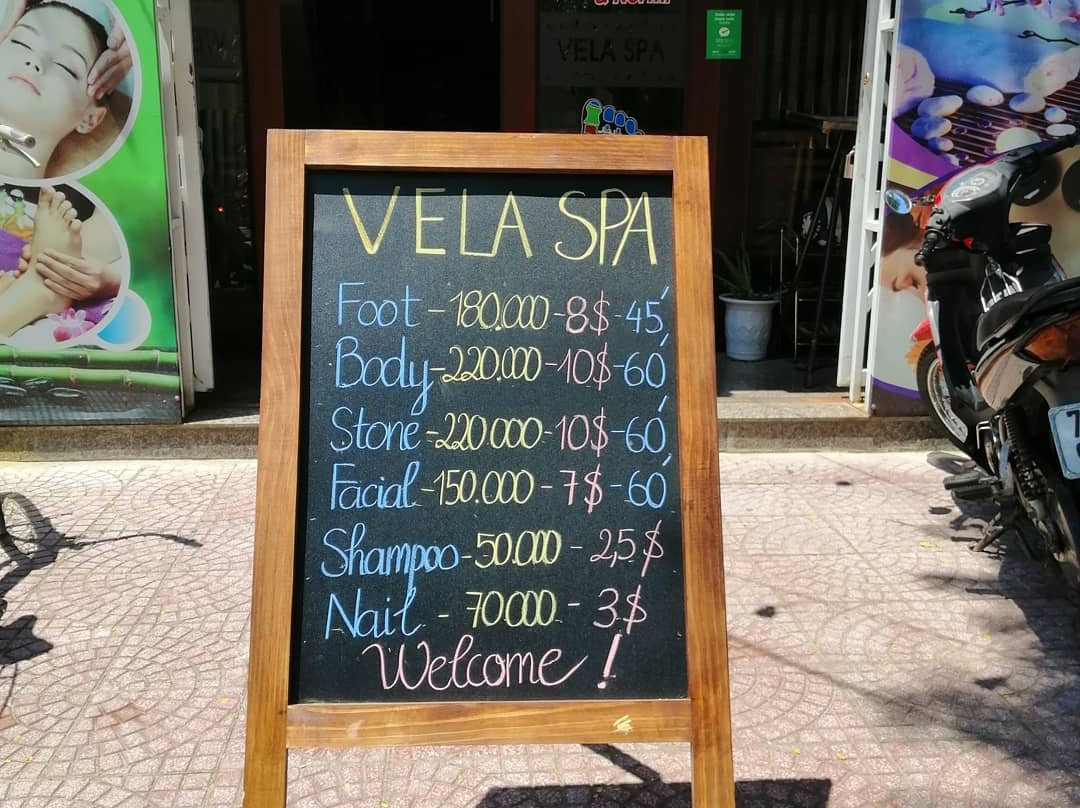 VELA SPA
VELA SPA
Foot - 180.000 - 8$ - 45'
Body - 220.000 - 10$ - 60'
Stone - 220.000 - 10$ - 60'
Facial - 150.000 - 7$ - 60'
Shampoo - 50.000 - 2,5$
Nail - 70.000 - 3$
Welcome!